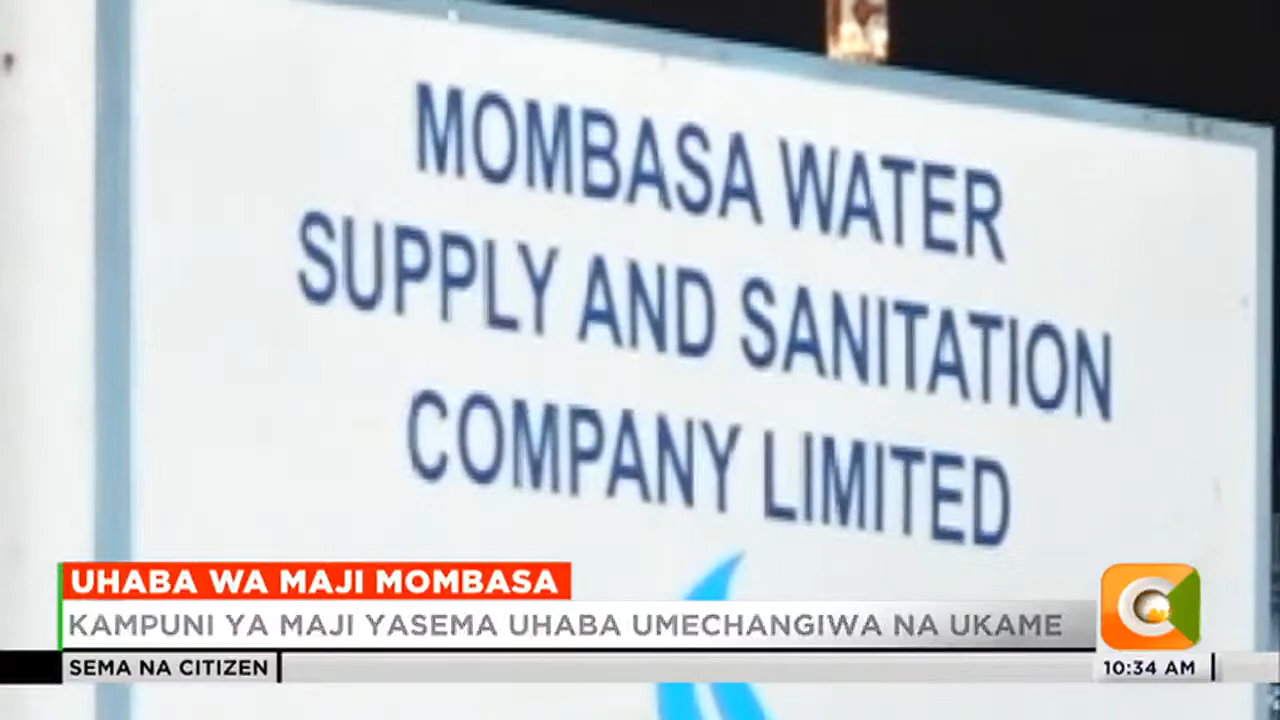 MOMBASA WATER
SUPPLY AND SANITATION
COMPANY LIMITED
UHABA WA MAJI MOMBASA
KAMPUNI YA MAJI YASEMA UHABA UMECHANGIWA NA UKAME
SEMA NA CITIZEN
10:34 AM